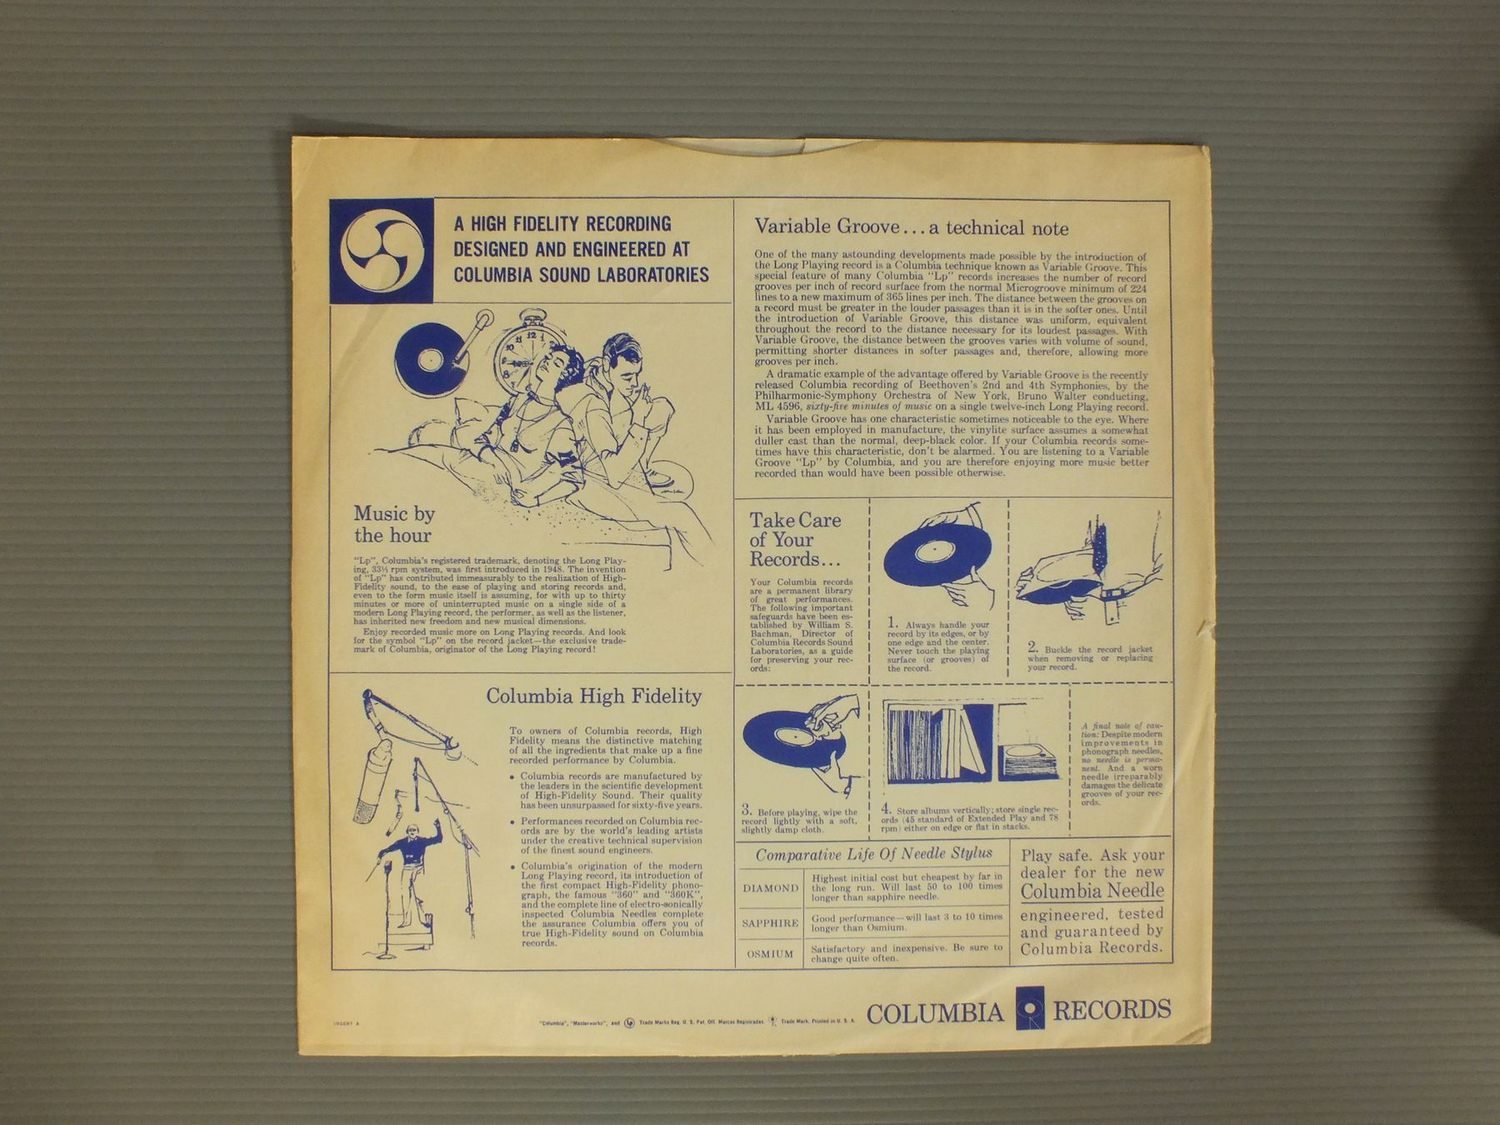 A HIGH FIDELITY RECORDING
DESIGNED AND ENGINEERED AT
COLUMBIA SOUND LABORATORIES
Music by
the hour
"Lp", Columbia's registered trademark, denoting the Long Play-
ing, 33⅓ rpm system, was first introduced in 1948. The invention
of "Lp" has contributed immeasurably to the realization of High-
Fidelity sound, to the ease of playing and storing records and,
even to the form music itself is assuming, for with up to thirty
minutes or more of uninterrupted music on a single side of a
modern Long Playing record, the performer, as well as the listener,
has inherited new freedom and new musical dimensions.
Enjoy recorded music more on Long Playing records. And look
for the symbol "Lp" on the record jacket—the exclusive trade-
mark of Columbia, originator of the Long Playing record!
Columbia High Fidelity
To owners of Columbia records, High
Fidelity means the distinctive matching
of all the ingredients that make up a fine
recorded performance by Columbia.
• Columbia records are manufactured by
the leaders in the scientific development
of High-Fidelity Sound. Their quality
has been unsurpassed for sixty-five years.
• Performances recorded on Columbia rec-
ords are by the world's leading artists
under the creative technical supervision
of the finest sound engineers.
• Columbia's origination of the modern
Long Playing record, its introduction of
the first compact High-Fidelity phono-
graph, the famous "360" and "360K",
and the complete line of electro-sonically
inspected Columbia Needles complete
the assurance Columbia offers you of
true High-Fidelity sound on Columbia
records.
Variable Groove...a technical note
One of the many astounding developments made possible by the introduction of
the Long Playing record is a Columbia technique known as Variable Groove. This
special feature of many Columbia "Lp" records increases the number of record
grooves per inch of record surface from the normal Microgroove minimum of 224
lines to a new maximum of 365 lines per inch. The distance between the grooves on
a record must be greater in the louder passages than it is in the softer ones. Until
the introduction of Variable Groove, this distance was uniform, equivalent
throughout the record to the distance necessary for its loudest passages. With
Variable Groove, the distance between the grooves varies with volume of sound,
permitting shorter distances in softer passages and, therefore, allowing more
grooves per inch.
A dramatic example of the advantage offered by Variable Groove is the recently
released Columbia recording of Beethoven's 2nd and 4th Symphonies, by the
Philharmonic-Symphony Orchestra of New York, Bruno Walter conducting,
ML 4596, sixty-five minutes of music on a single twelve-inch Long Playing record.
Variable Groove has one characteristic sometimes noticeable to the eye. Where
it has been employed in manufacture, the vinylite surface assumes a somewhat
duller cast than the normal, deep-black color. If your Columbia records some-
times have this characteristic, don't be alarmed. You are listening to a Variable
Groove "Lp" by Columbia, and you are therefore enjoying more music better
recorded than would have been possible otherwise.
Take Care
of Your
Records...
Your Columbia records
are a permanent library
of great performances.
The following important
safeguards have been es-
tablished by William S.
Bachman, Director of
Columbia Records Sound
Laboratories, as a guide
for preserving your rec-
ords:
1. Always handle your
record by its edges, or by
one edge and the center.
Never touch the playing
surface (or grooves) of
the record.
2. Buckle the record jacket
when removing or replacing
your record.
3. Before playing, wipe the
record lightly with a soft,
slightly damp cloth.
4. Store albums vertically; store single rec-
ords (45 standard of Extended Play and 78
rpm) either on edge or flat in stacks.
A final note of cau-
tion: Despite modern
improvements in
phonograph needles,
no needle is perma-
nent. And a worn
needle irreparably
damages the delicate
grooves of your rec-
ords.
Comparative Life Of Needle Stylus
DIAMOND
Highest initial cost but cheapest by far in
the long run. Will last 50 to 100 times
longer than sapphire needle.
SAPPHIRE
Good performance—will last 3 to 10 times
longer than Osmium.
OSMIUM
Satisfactory and inexpensive. Be sure to
change quite often.
Play safe. Ask your
dealer for the new
Columbia Needle
engineered, tested
and guaranteed by
Columbia Records.
"Columbia", "Masterworks", and Trade Marks Reg. U. S. Pat. Off. Marcas Registradas. Trade Mark. Printed in U. S. A.
COLUMBIA RECORDS